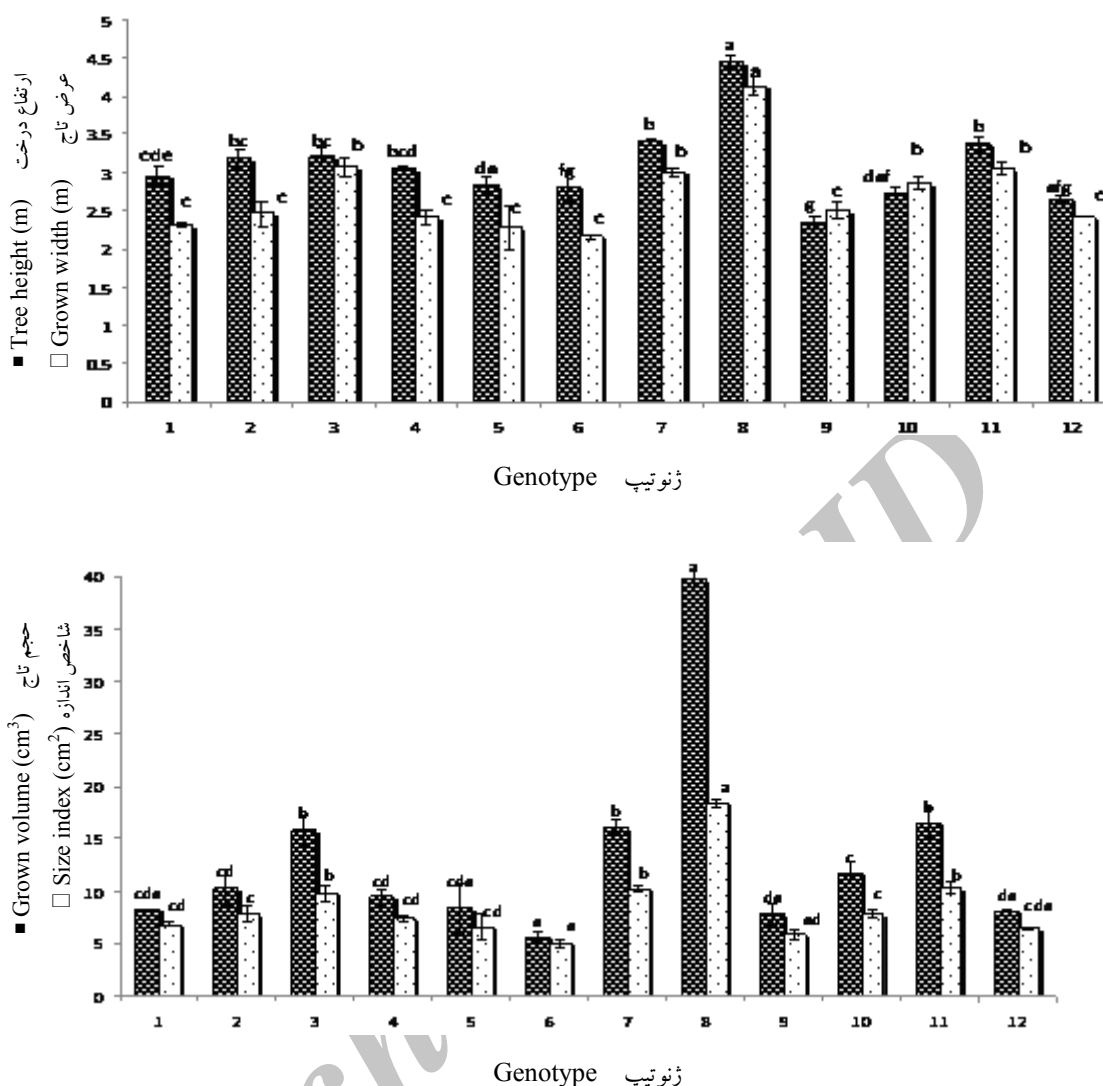 ارتفاع درخت
■ Tree height (m)
عرض تاج
□ Grown width (m)
5
4.5
4
3.5
3
2.5
2
1.5
1
0.5
0
cde c bc c bc b bcd c de c fg c b b a a g c def b b b efg c
1 2 3 4 5 6 7 8 9 10 11 12
Genotype ژنوتیپ
حجم تاج
■ Grown volume (cm³)
شاخص اندازه
□ Size index (cm²)
40
35
30
25
20
15
10
5
0
cde cd cd c b b cd cd cde cd e e b b a a de ed c c b b de cde
1 2 3 4 5 6 7 8 9 10 11 12
Genotype ژنوتیپ